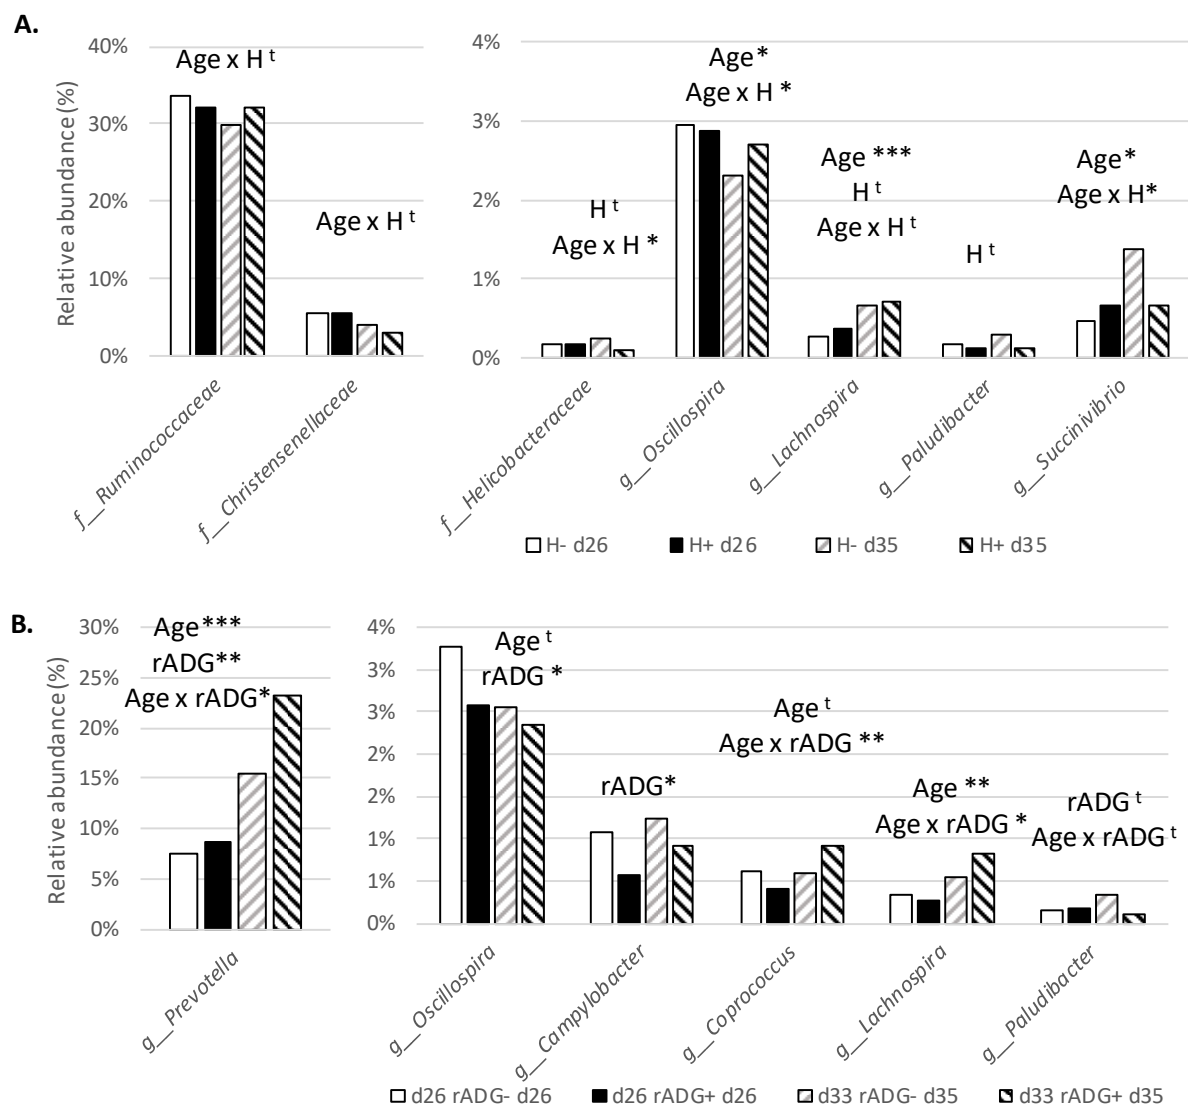 A.
Relative abundance (%)
40%
30%
20%
10%
0%
Age x H t
Age x H t
f__Ruminococcaceae
f__Christensenellaceae
4%
3%
2%
1%
0%
H t
Age x H *
Age *
Age x H *
Age ***
H t
Age x H t
H t
Age *
Age x H*
f__Helicobacteraceae
g__Oscillospira
g__Lachnospira
g__Paludibacter
g__Succinivibrio
H- d26
H+ d26
H- d35
H+ d35
B.
Relative abundance (%)
30%
25%
20%
15%
10%
5%
0%
Age ***
rADG**
Age x rADG*
g__Prevotella
4%
3%
3%
2%
2%
1%
1%
0%
Age t
rADG *
rADG*
Age t
Age x rADG **
Age **
Age x rADG *
rADG t
Age x rADG t
g__Oscillospira
g__Campylobacter
g__Coprococcus
g__Lachnospira
g__Paludibacter
d26 rADG- d26
d26 rADG+ d26
d33 rADG- d35
d33 rADG+ d35